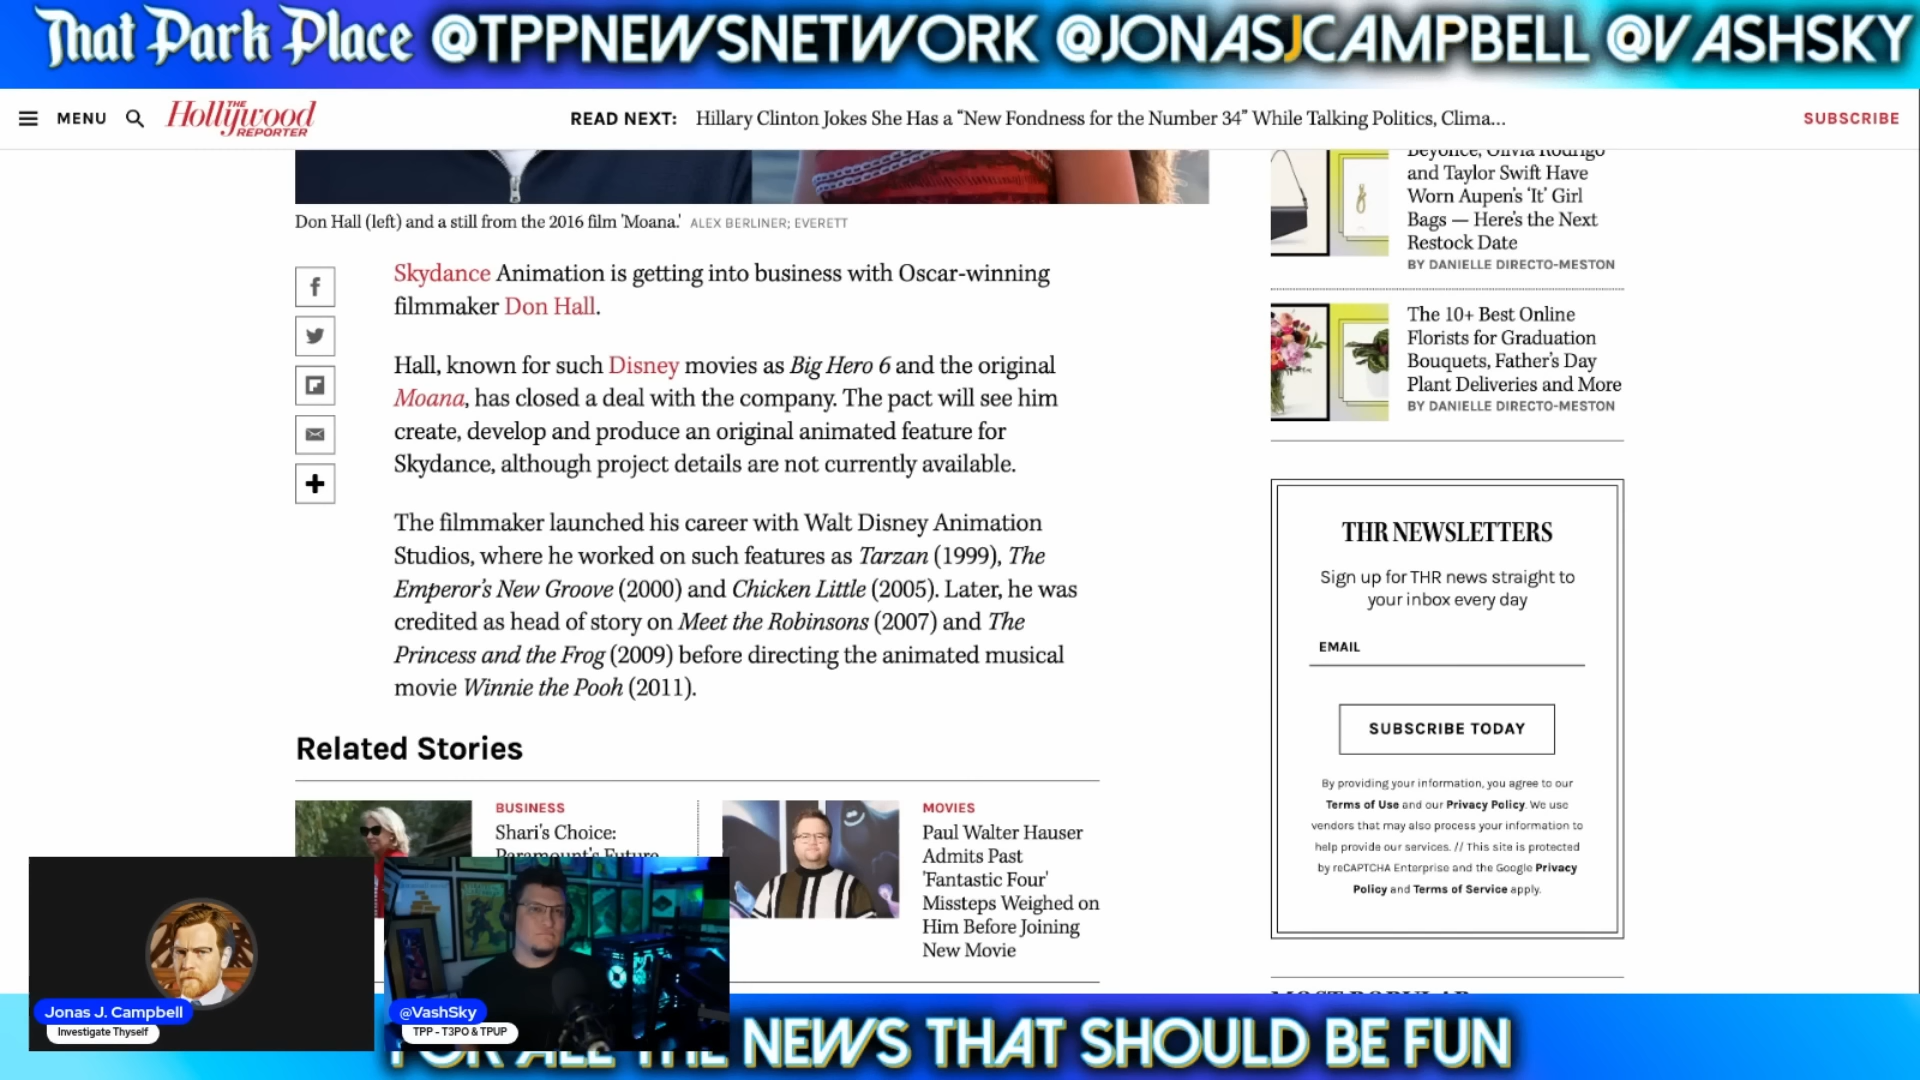 That Park Place @TPPNEWSNETWORK @JONASJCAMPBELL @VASHSKY
MENU
THE Hollywood REPORTER
READ NEXT: Hillary Clinton Jokes She Has a “New Fondness for the Number 34” While Talking Politics, Clima...
SUBSCRIBE
Don Hall (left) and a still from the 2016 film 'Moana.' ALEX BERLINER; EVERETT
Skydance Animation is getting into business with Oscar-winning
filmmaker Don Hall.
Hall, known for such Disney movies as Big Hero 6 and the original
Moana, has closed a deal with the company. The pact will see him
create, develop and produce an original animated feature for
Skydance, although project details are not currently available.
The filmmaker launched his career with Walt Disney Animation
Studios, where he worked on such features as Tarzan (1999), The
Emperor's New Groove (2000) and Chicken Little (2005). Later, he was
credited as head of story on Meet the Robinsons (2007) and The
Princess and the Frog (2009) before directing the animated musical
movie Winnie the Pooh (2011).
Related Stories
BUSINESS
Shari's Choice:
Paramount's Future
MOVIES
Paul Walter Hauser
Admits Past
'Fantastic Four'
Missteps Weighed on
Him Before Joining
New Movie
Beyoncé, Olivia Rodrigo
and Taylor Swift Have
Worn Aupen's 'It' Girl
Bags — Here's the Next
Restock Date
BY DANIELLE DIRECTO-MESTON
The 10+ Best Online
Florists for Graduation
Bouquets, Father's Day
Plant Deliveries and More
BY DANIELLE DIRECTO-MESTON
THR NEWSLETTERS
Sign up for THR news straight to
your inbox every day
EMAIL
SUBSCRIBE TODAY
By providing your information, you agree to our
Terms of Use and our Privacy Policy. We use
vendors that may also process your information to
help provide our services. // This site is protected
by reCAPTCHA Enterprise and the Google Privacy
Policy and Terms of Service apply.
MOST POPULAR
Jonas J. Campbell
Investigate Thyself
@VashSky
TPP - T3PO & TPUP
FOR ALL THE NEWS THAT SHOULD BE FUN